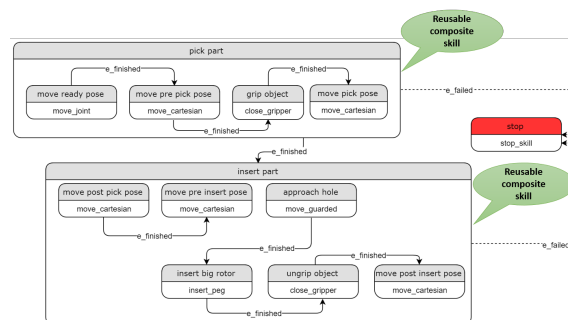 Reusable
composite
skill
pick part
e_finished
e_finished
move ready pose
move_joint
move pre pick pose
move_cartesian
grip object
close_gripper
move pick pose
move_cartesian
e_failed
e_finished
stop
stop_skill
e_finished
insert part
Reusable
composite
skill
move post pick pose
move_cartesian
move pre insert pose
move_cartesian
approach hole
move_guarded
e_finished
e_finished
e_failed
e_finished
insert big rotor
insert_peg
ungrip object
close_gripper
move post insert pose
move_cartesian
e_finished